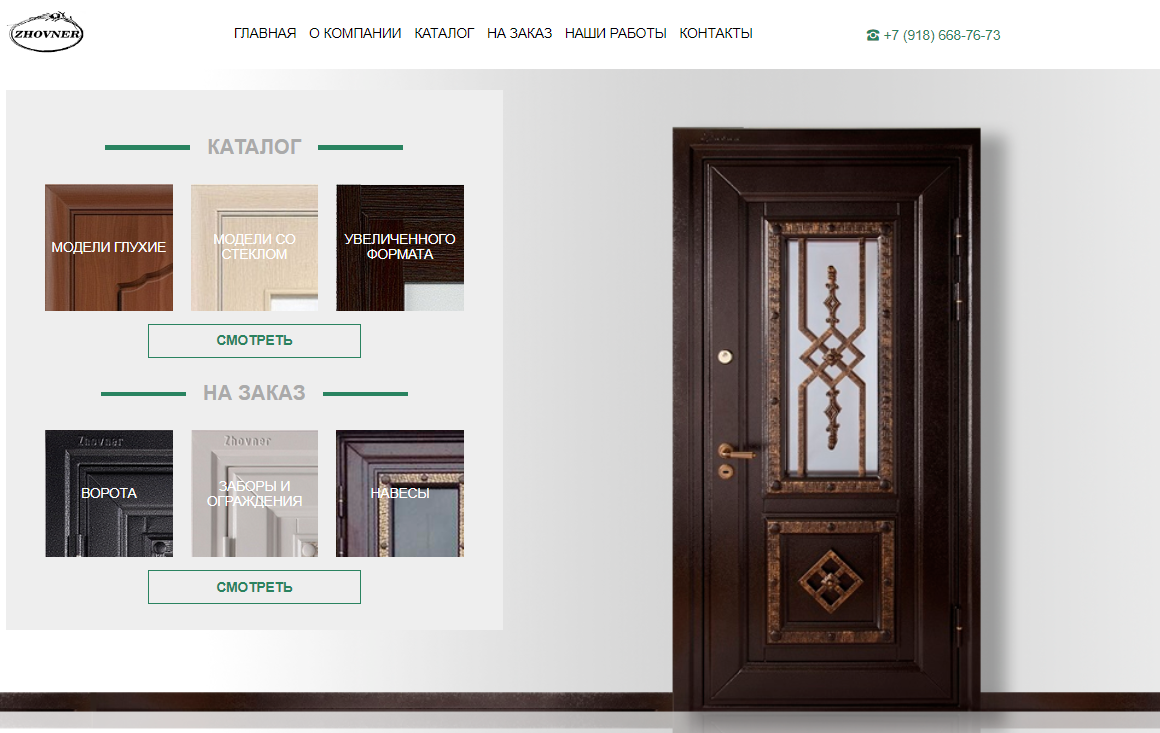 ZHOVNER
ГЛАВНАЯ О КОМПАНИИ КАТАЛОГ НА ЗАКАЗ НАШИ РАБОТЫ КОНТАКТЫ
+7 (918) 668-76-73
КАТАЛОГ
МОДЕЛИ ГЛУХИЕ
МОДЕЛИ СО
СТЕКЛОМ
УВЕЛИЧЕННОГО
ФОРМАТА
СМОТРЕТЬ
НА ЗАКАЗ
Zhovner
ВОРОТА
Zhovner
ЗАБОРЫ И
ОГРАЖДЕНИЯ
НАВЕСЫ
СМОТРЕТЬ